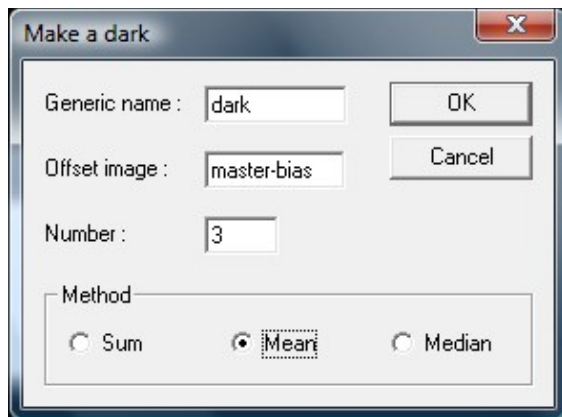 Make a dark
Generic name : dark
OK
Offset image : master-bias
Cancel
Number : 3
Method
Sum Mean Median